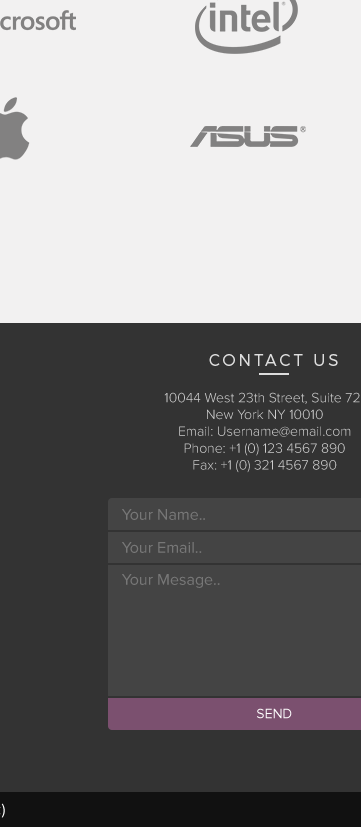 crosoft
intel®
ASUS®
CONTACT US
10044 West 23th Street, Suite 72
New York NY 10010
Email: Username@email.com
Phone: +1 (0) 123 4567 890
Fax: +1 (0) 321 4567 890
Your Name..
Your Email..
Your Mesage..
SEND
)